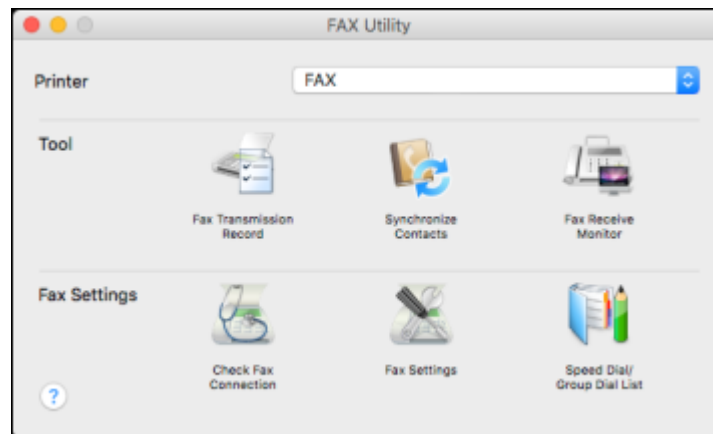 FAX Utility
Printer
FAX
Tool
Fax Transmission
Record
Synchronize
Contacts
Fax Receive
Monitor
Fax Settings
Check Fax
Connection
Fax Settings
Speed Dial/
Group Dial List
?